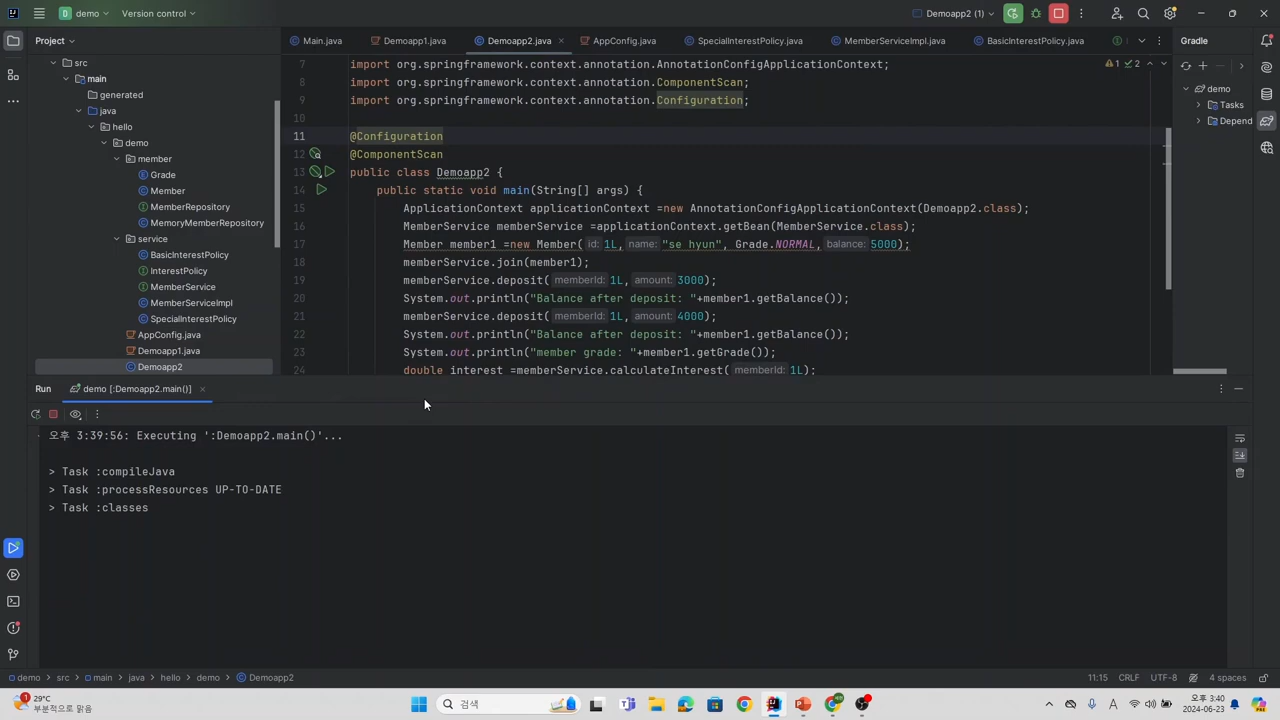 D demo Version control Demoapp2 (1)
Project
src
main
generated
java
hello
demo
member
Grade
Member
MemberRepository
MemoryMemberRepository
service
BasicInterestPolicy
InterestPolicy
MemberService
MemberServiceImpl
SpecialInterestPolicy
AppConfig.java
Demoapp1.java
Demoapp2
Main.java Demoapp1.java Demoapp2.java AppConfig.java SpecialInterestPolicy.java MemberServiceImpl.java BasicInterestPolicy.java
1 2
7 import org.springframework.context.annotation.AnnotationConfigApplicationContext;
8 import org.springframework.context.annotation.ComponentScan;
9 import org.springframework.context.annotation.Configuration;
10
11 @Configuration
12 @ComponentScan
13 public class Demoapp2 {
14 public static void main(String[] args) {
15 ApplicationContext applicationContext =new AnnotationConfigApplicationContext(Demoapp2.class);
16 MemberService memberService =applicationContext.getBean(MemberService.class);
17 Member member1 =new Member( id: 1L, name: "se hyun", Grade.NORMAL, balance: 5000);
18 memberService.join(member1);
19 memberService.deposit( memberId: 1L, amount: 3000);
20 System.out.println("Balance after deposit: "+member1.getBalance());
21 memberService.deposit( memberId: 1L, amount: 4000);
22 System.out.println("Balance after deposit: "+member1.getBalance());
23 System.out.println("member grade: "+member1.getGrade());
24 double interest =memberService.calculateInterest( memberId: 1L);
Gradle
demo
Tasks
Depend
Run demo [:Demoapp2.main()]
오후 3:39:56: Executing ':Demoapp2.main()'...
> Task :compileJava
> Task :processResources UP-TO-DATE
> Task :classes
demo > src > main > java > hello > demo > Demoapp2 11:15 CRLF UTF-8 4 spaces
1 29°C
부분적으로 맑음
검색
A 오후 3:40
2024-06-23